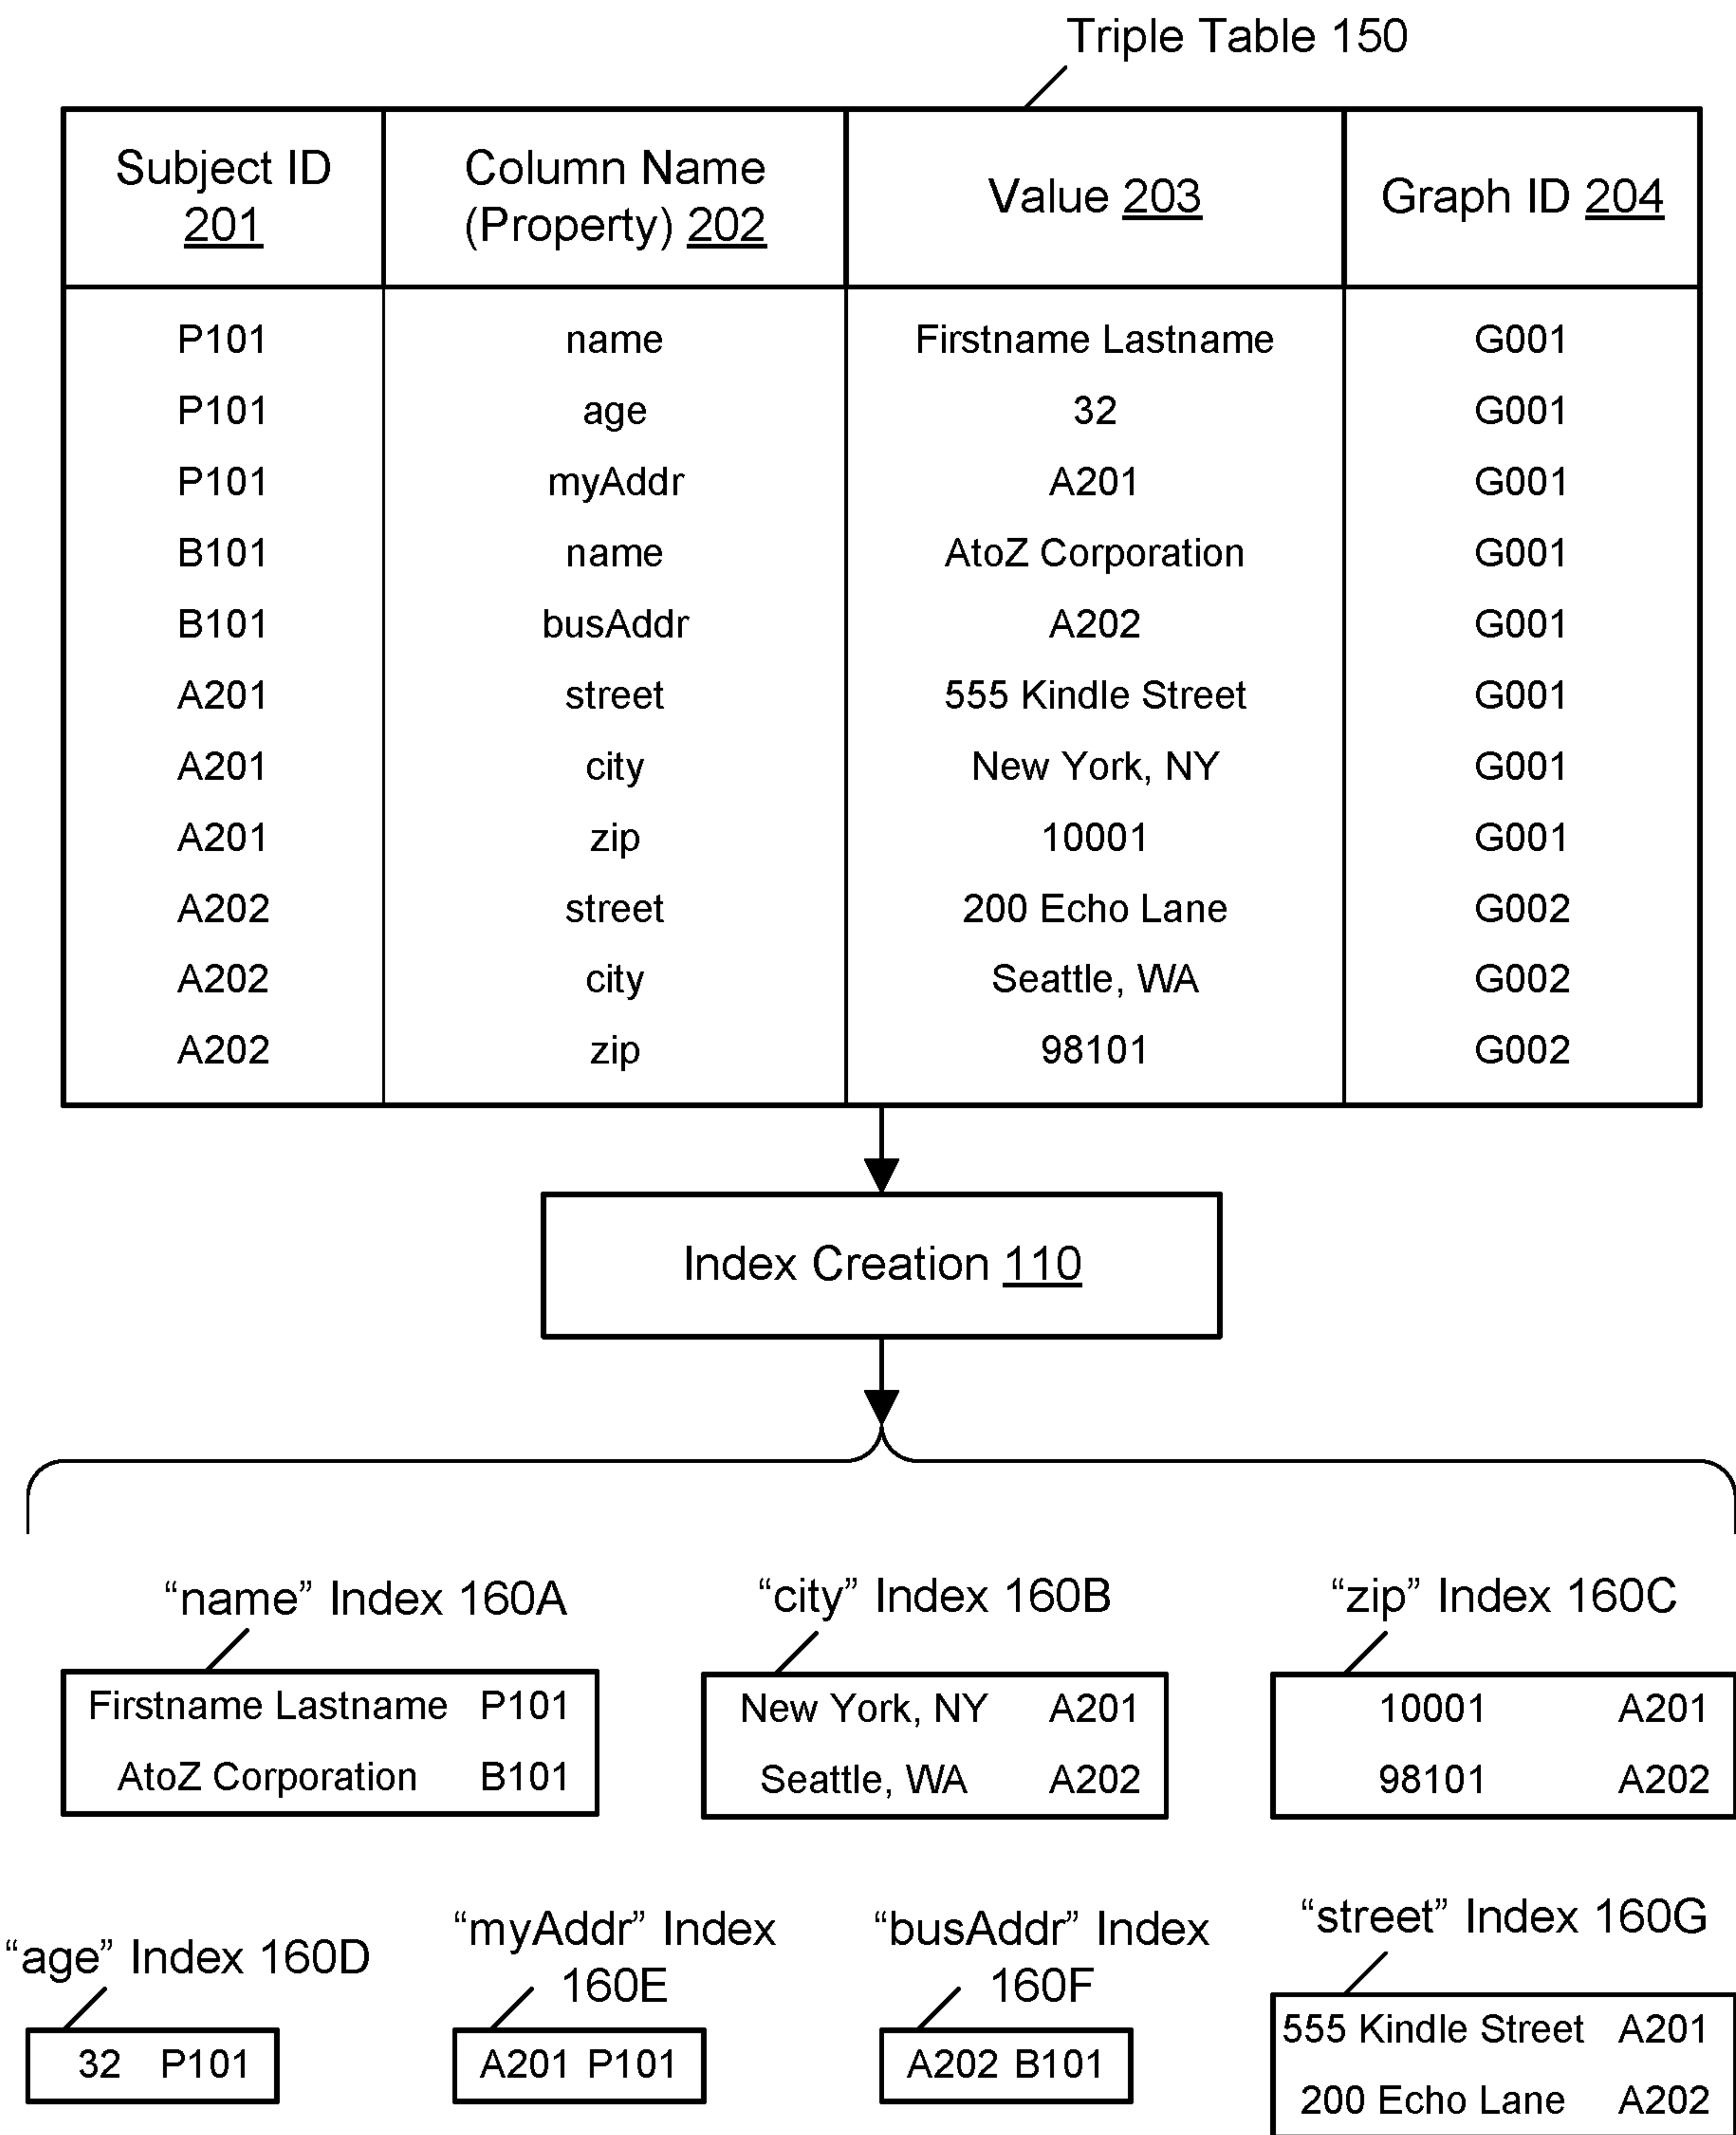 Triple Table 150
Subject ID 201 Column Name (Property) 202 Value 203 Graph ID 204
P101 name Firstname Lastname G001
P101 age 32 G001
P101 myAddr A201 G001
B101 name AtoZ Corporation G001
B101 busAddr A202 G001
A201 street 555 Kindle Street G001
A201 city New York, NY G001
A201 zip 10001 G001
A202 street 200 Echo Lane G002
A202 city Seattle, WA G002
A202 zip 98101 G002
Index Creation 110
“name” Index 160A
Firstname Lastname P101
AtoZ Corporation B101
“city” Index 160B
New York, NY A201
Seattle, WA A202
“zip” Index 160C
10001 A201
98101 A202
“age” Index 160D
32 P101
“myAddr” Index
160E
A201 P101
“busAddr” Index
160F
A202 B101
“street” Index 160G
555 Kindle Street A201
200 Echo Lane A202